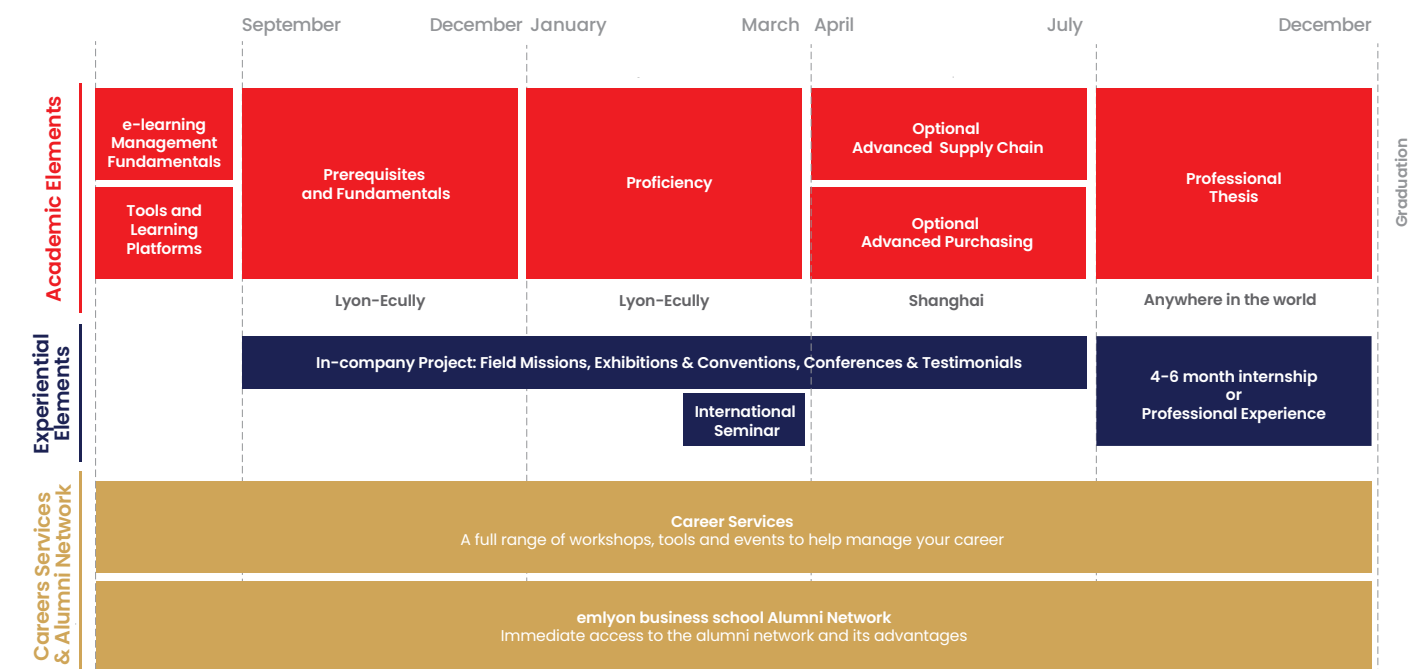 September December January March April July December
Academic Elements
e-learning
Management
Fundamentals
Tools and
Learning
Platforms
Prerequisites
and Fundamentals
Proficiency
Optional
Advanced Supply Chain
Optional
Advanced Purchasing
Professional
Thesis
Graduation
Lyon-Ecully
Lyon-Ecully
Shanghai
Anywhere in the world
Experiential
Elements
In-company Project: Field Missions, Exhibitions & Conventions, Conferences & Testimonials
International
Seminar
4-6 month internship
or
Professional Experience
Careers Services
& Alumni Network
Career Services
A full range of workshops, tools and events to help manage your career
emlyon business school Alumni Network
Immediate access to the alumni network and its advantages